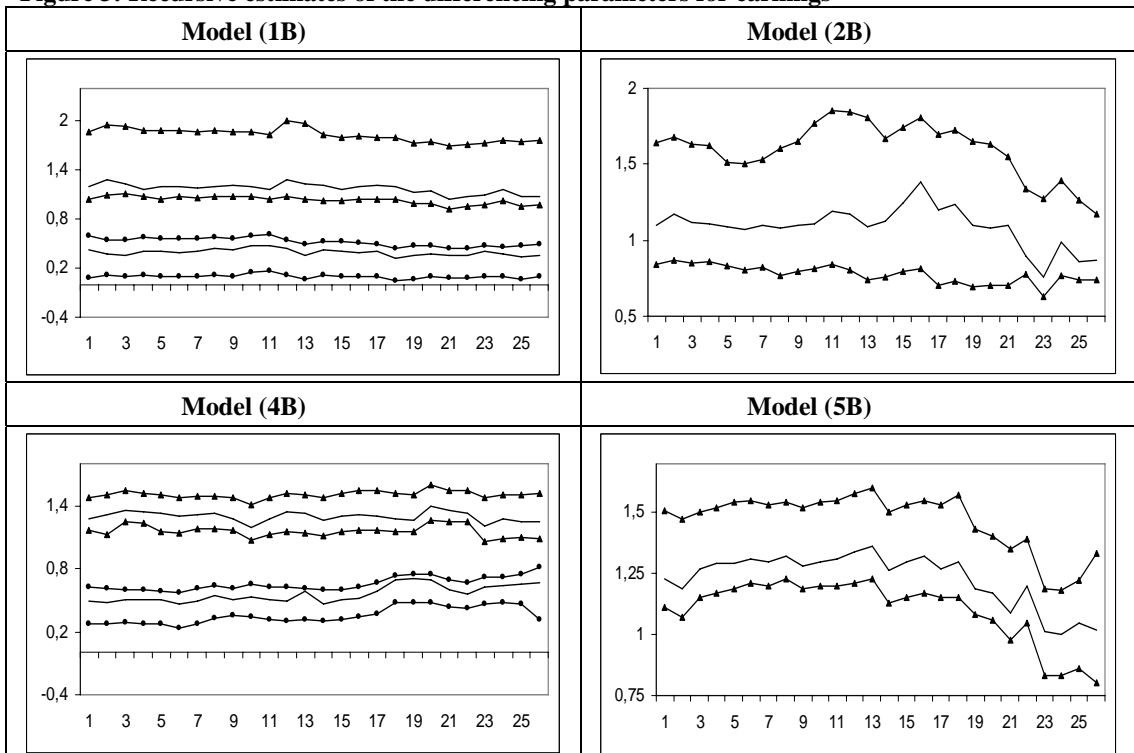 Figure Recursive estimates of the differencing parameters for earnings
Model (1B)
Model (2B)
2
1,4
0,8
0,2
-0,4
1 3 5 7 9 11 13 15 17 19 21 23 25
2
1,5
1
0,5
1 3 5 7 9 11 13 15 17 19 21 23 25
Model (4B)
Model (5B)
1,4
0,8
0,2
-0,4
1 3 5 7 9 11 13 15 17 19 21 23 25
1,5
1,25
1
0,75
1 3 5 7 9 11 13 15 17 19 21 23 25